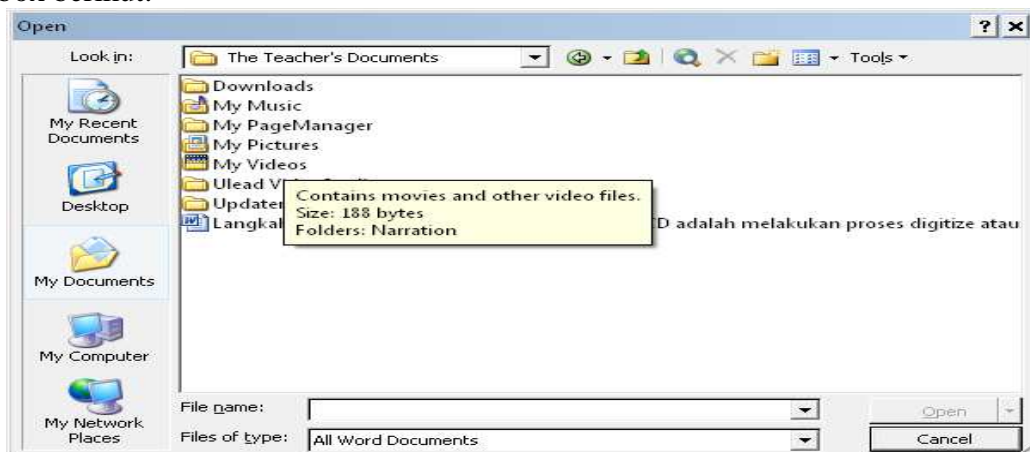 Open
Look in: The Teacher's Documents Tools
Downloads
My Music
My PageManager
My Pictures
My Videos
Ulead
Updater
Langkah
D adalah melakukan proses digitize atau
Contains movies and other video files.
Size: 188 bytes
Folders: Narration
My Recent
Documents
Desktop
My Documents
My Computer
My Network
Places
File name:
Files of type: All Word Documents
Open
Cancel